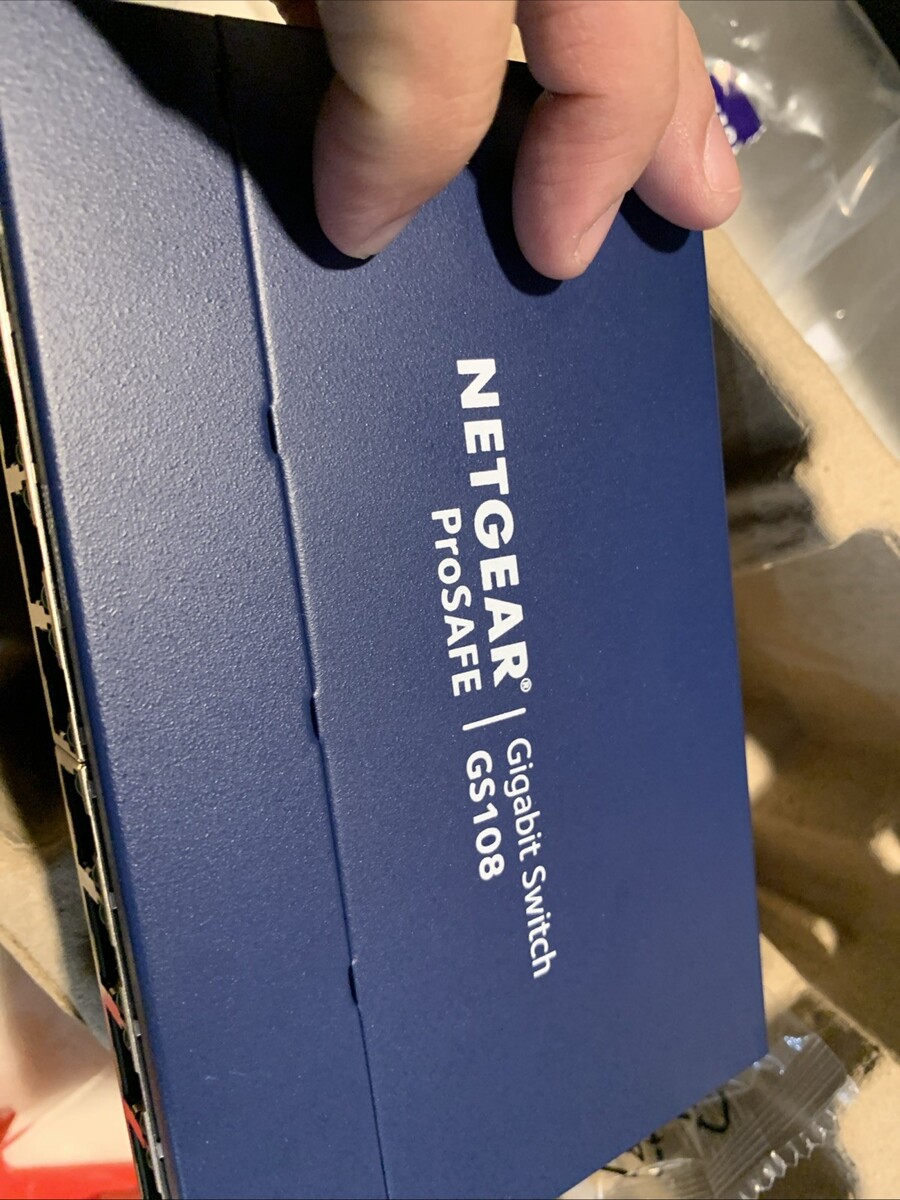 NETGEAR® | Gigabit Switch
ProSAFE | GS108